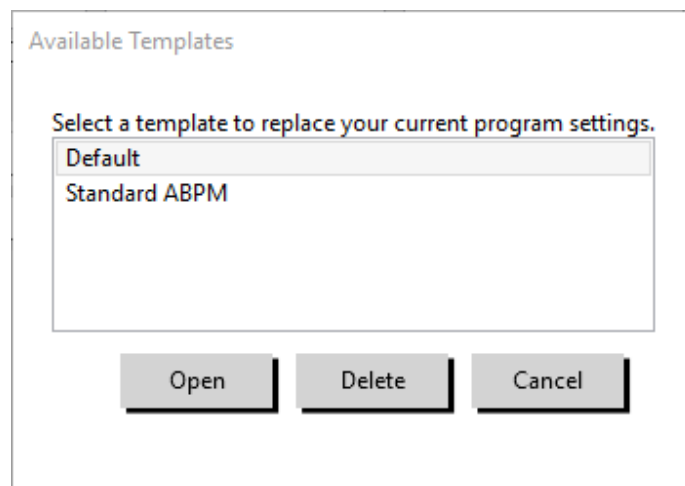 Available Templates
Select a template to replace your current program settings.
Default
Standard ABPM
Open Delete Cancel